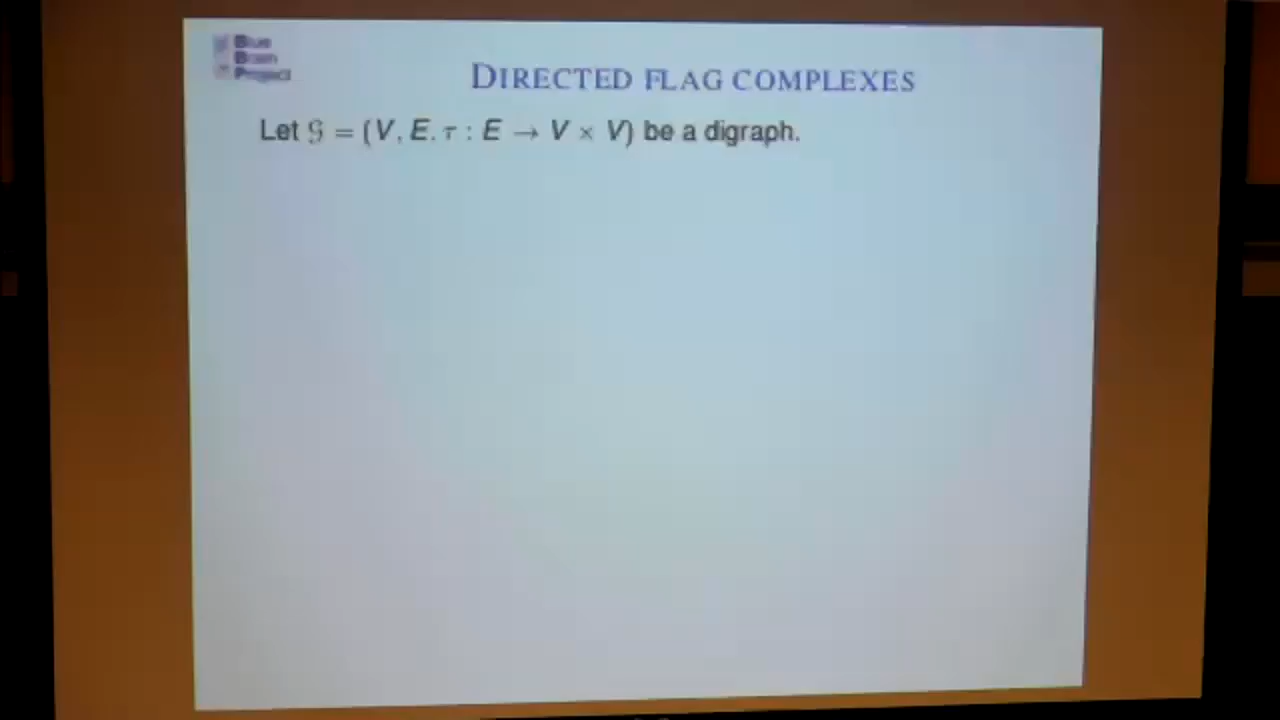 Blue
Brain
Project
DIRECTED FLAG COMPLEXES
Let 𝒢 = (V, E, τ : E → V × V) be a digraph.